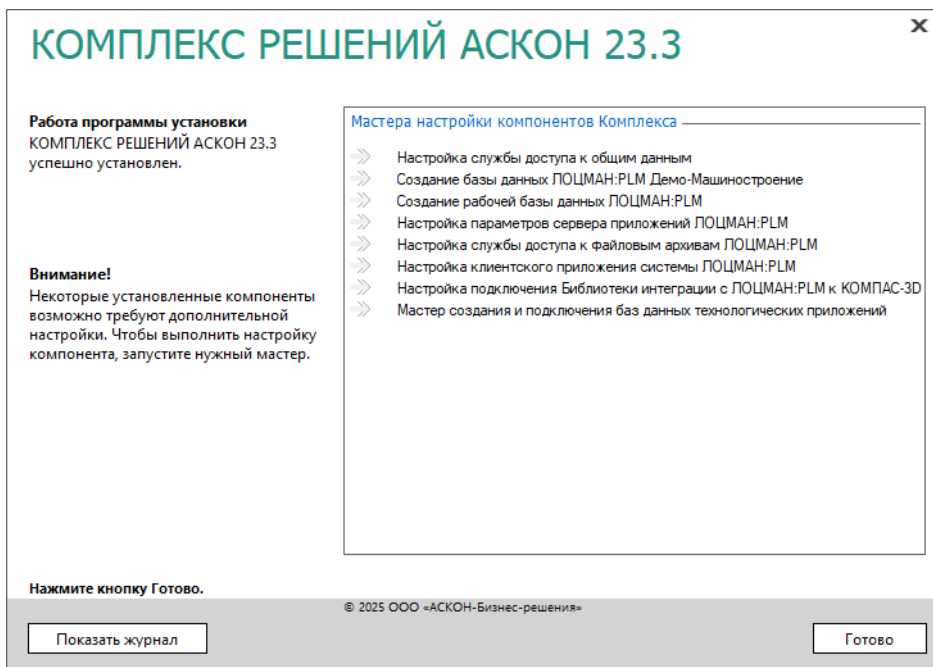 КОМПЛЕКС РЕШЕНИЙ АСКОН 23.3
Работа программы установки
КОМПЛЕКС РЕШЕНИЙ АСКОН 23.3
успешно установлен.
Внимание!
Некоторые установленные компоненты
возможно требуют дополнительной
настройки. Чтобы выполнить настройку
компонента, запустите нужный мастер.
Мастера настройки компонентов Комплекса
Настройка службы доступа к общим данным
Создание базы данных ЛОЦМАН:PLM Демо-Машиностроение
Создание рабочей базы данных ЛОЦМАН:PLM
Настройка параметров сервера приложений ЛОЦМАН:PLM
Настройка службы доступа к файловым архивам ЛОЦМАН:PLM
Настройка клиентского приложения системы ЛОЦМАН:PLM
Настройка подключения Библиотеки интеграции с ЛОЦМАН:PLM к КОМПАС-3D
Мастер создания и подключения баз данных технологических приложений
Нажмите кнопку Готово.
© 2025 ООО «АСКОН-Бизнес-решения»
Показать журнал
Готово